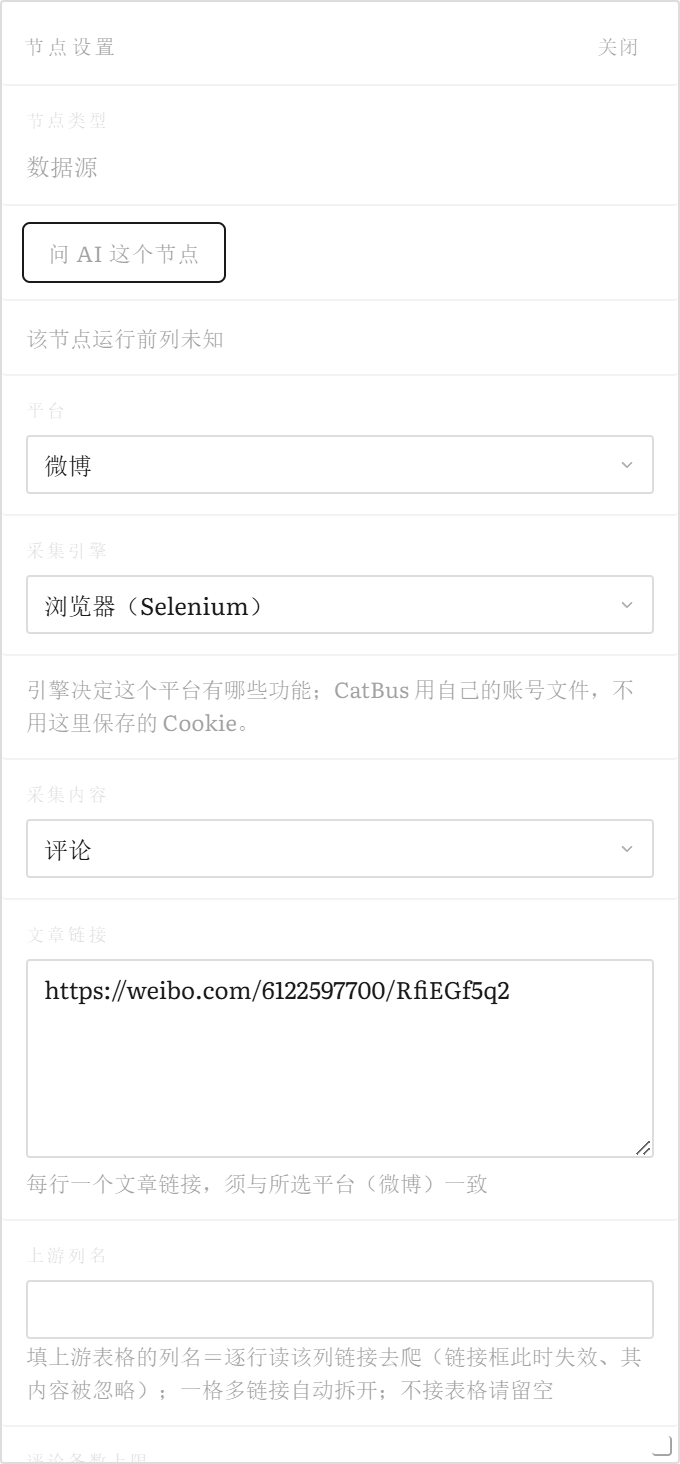 节点设置
关闭
节点类型
数据源
问 AI 这个节点
该节点运行前列未知
平台
微博
采集引擎
浏览器（Selenium）
引擎决定这个平台有哪些功能；CatBus 用自己的账号文件，不
用这里保存的 Cookie。
采集内容
评论
文章链接
https://weibo.com/6122597700/RfiEGf5q2
每行一个文章链接，须与所选平台（微博）一致
上游列名
填上游表格的列名＝逐行读该列链接去爬（链接框此时失效、其
内容被忽略）；一格多链接自动拆开；不接表格请留空
评论条数上限